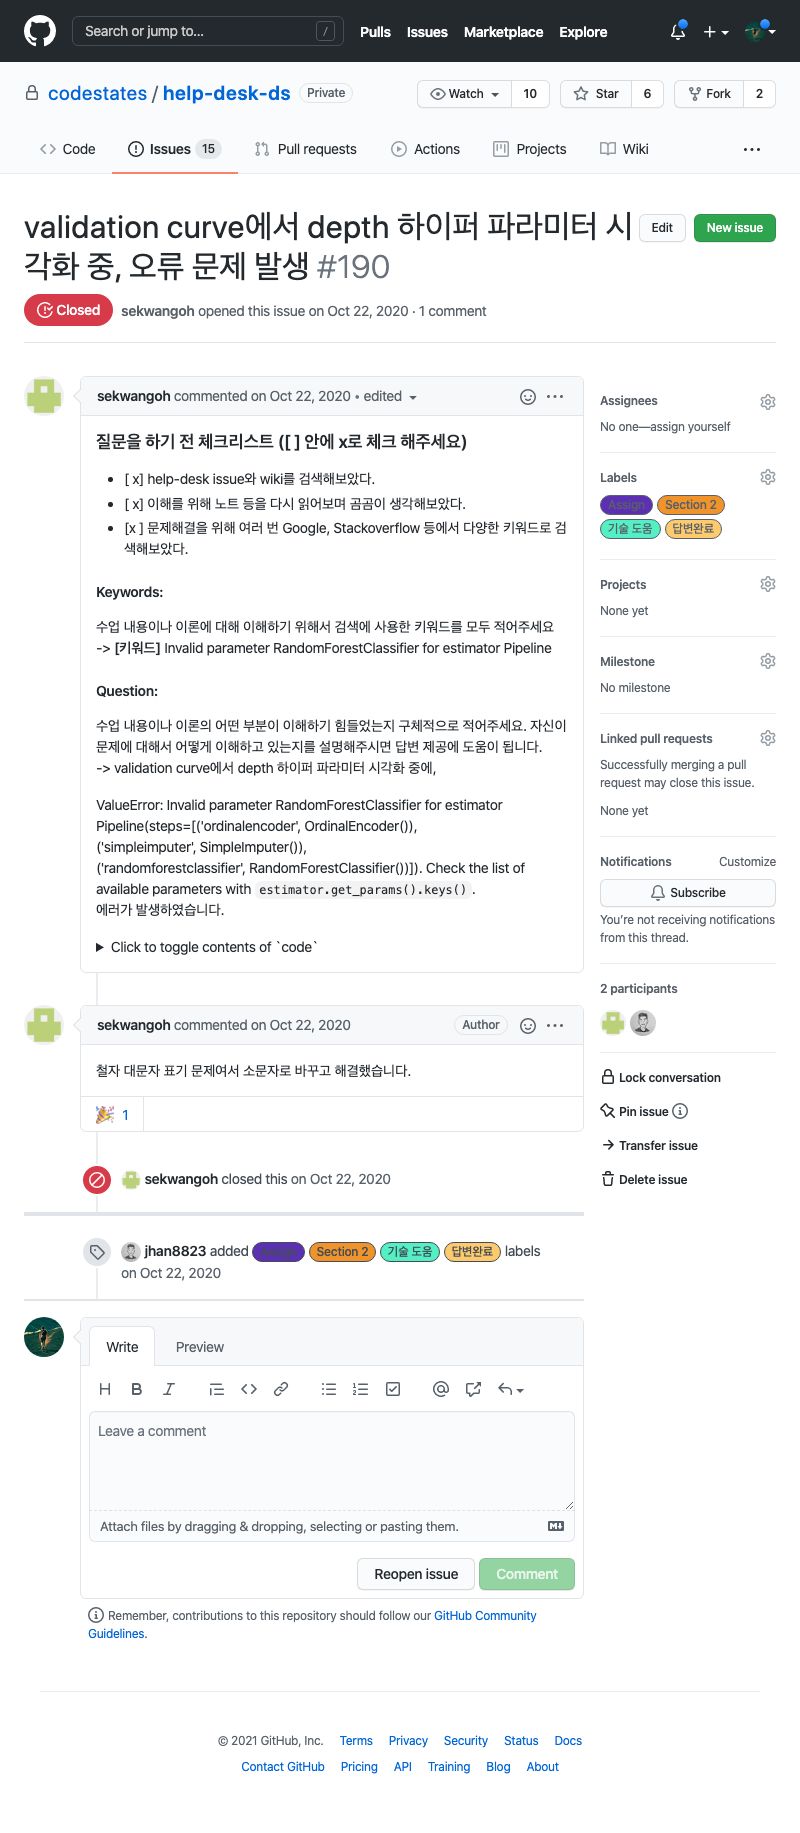 Search or jump to... /
Pulls Issues Marketplace Explore
codestates / help-desk-ds Private
Watch 10 Star 6 Fork 2
Code Issues 15 Pull requests Actions Projects Wiki ...
validation curve에서 depth 하이퍼 파라미터 시
각화 중, 오류 문제 발생 #190
Edit New issue
Closed sekwangoh opened this issue on Oct 22, 2020 · 1 comment
sekwangoh commented on Oct 22, 2020 • edited
질문을 하기 전 체크리스트 ([ ] 안에 x로 체크 해주세요)
• [ x] help-desk issue와 wiki를 검색해보았다.
• [ x] 이해를 위해 노트 등을 다시 읽어보며 곰곰이 생각해보았다.
• [x ] 문제해결을 위해 여러 번 Google, Stackoverflow 등에서 다양한 키워드로 검
색해보았다.
Keywords:
수업 내용이나 이론에 대해 이해하기 위해서 검색에 사용한 키워드를 모두 적어주세요
-> [키워드] Invalid parameter RandomForestClassifier for estimator Pipeline
Question:
수업 내용이나 이론의 어떤 부분이 이해하기 힘들었는지 구체적으로 적어주세요. 자신이
문제에 대해서 어떻게 이해하고 있는지를 설명해주시면 답변 제공에 도움이 됩니다.
-> validation curve에서 depth 하이퍼 파라미터 시각화 중에,
ValueError: Invalid parameter RandomForestClassifier for estimator
Pipeline(steps=[('ordinalencoder', OrdinalEncoder()),
('simpleimputer', SimpleImputer()),
('randomforestclassifier', RandomForestClassifier())]). Check the list of
available parameters with estimator.get_params().keys() .
에러가 발생하였습니다.
Click to toggle contents of `code`
sekwangoh commented on Oct 22, 2020 Author
철자 대문자 표기 문제여서 소문자로 바꾸고 해결했습니다.
1
sekwangoh closed this on Oct 22, 2020
jhan8823 added Assign Section 2 기술 도움 답변완료 labels
on Oct 22, 2020
Write Preview
Leave a comment
Attach files by dragging & dropping, selecting or pasting them.
Reopen issue Comment
Remember, contributions to this repository should follow our GitHub Community
Guidelines.
Assignees
No one—assign yourself
Labels
Assign Section 2
기술 도움 답변완료
Projects
None yet
Milestone
No milestone
Linked pull requests
Successfully merging a pull
request may close this issue.
None yet
Notifications Customize
Subscribe
You're not receiving notifications
from this thread.
2 participants
Lock conversation
Pin issue
Transfer issue
Delete issue
© 2021 GitHub, Inc. Terms Privacy Security Status Docs
Contact GitHub Pricing API Training Blog About